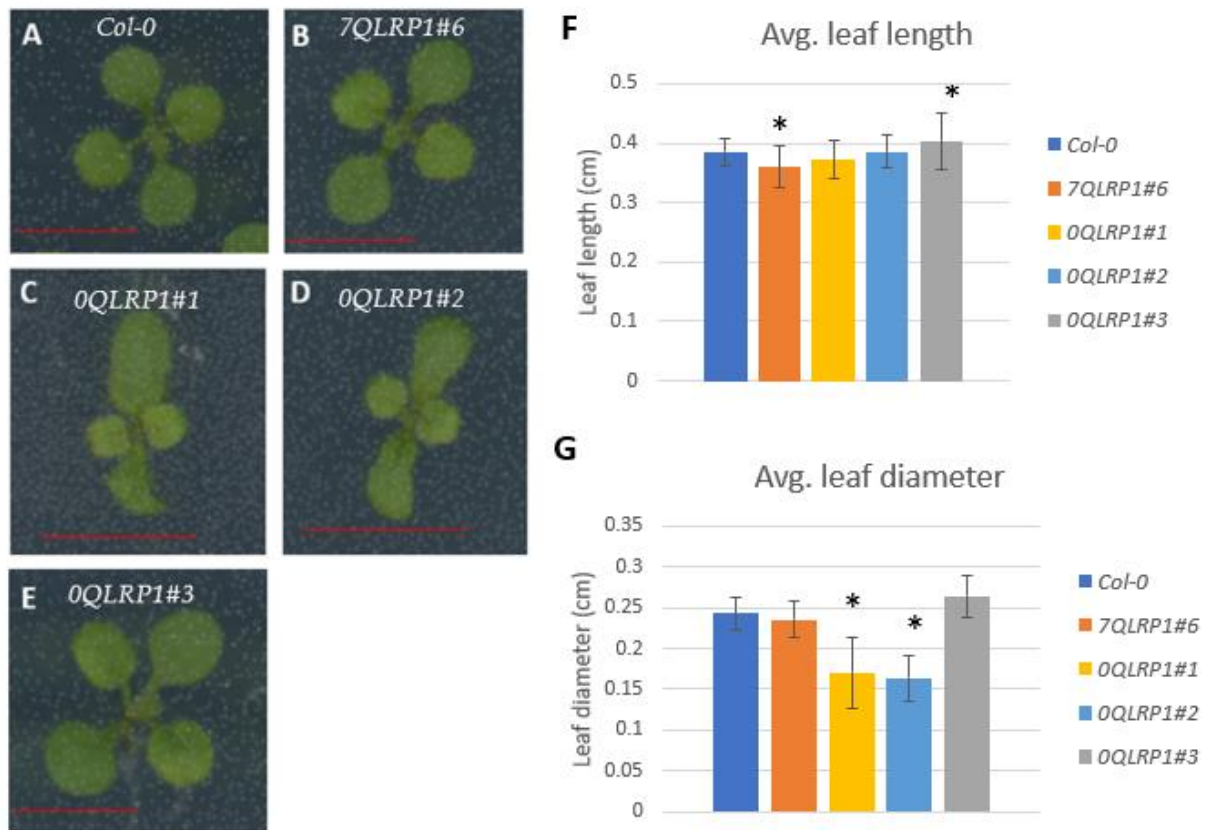 A Col-0
B 7QLRP1#6
C 0QLRP1#1
D 0QLRP1#2
E 0QLRP1#3
F
Avg. leaf length
Leaf length (cm)
0.5
0.4
0.3
0.2
0.1
0
*
*
Col-0
7QLRP1#6
0QLRP1#1
0QLRP1#2
0QLRP1#3
G
Avg. leaf diameter
Leaf diameter (cm)
0.35
0.3
0.25
0.2
0.15
0.1
0.05
0
*
*
Col-0
7QLRP1#6
0QLRP1#1
0QLRP1#2
0QLRP1#3